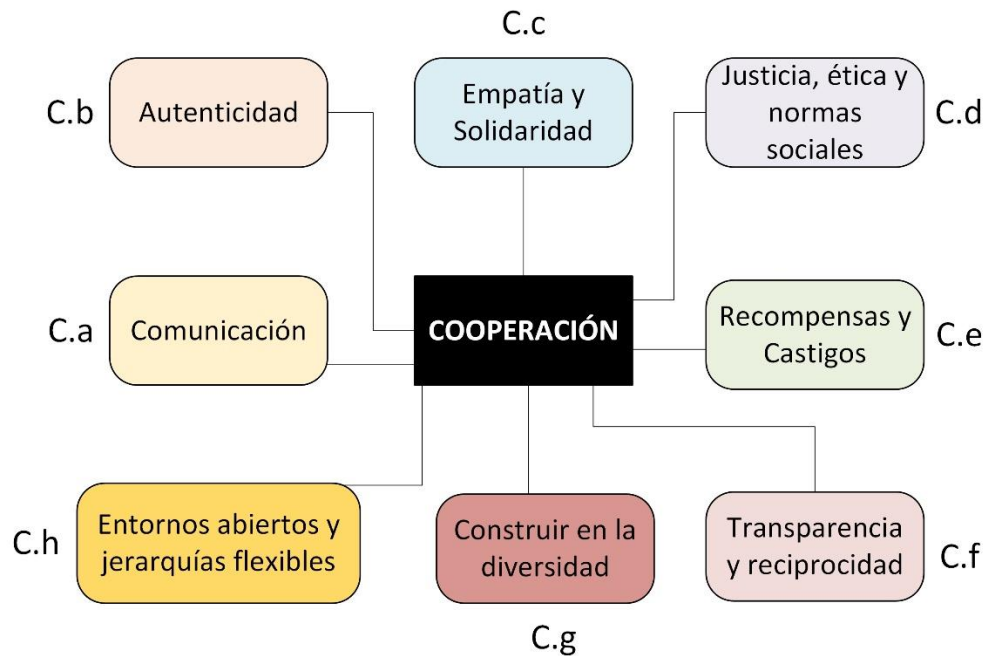 C.c
C.b
Autenticidad
Empatía y
Solidaridad
Justicia, ética y
normas
sociales
C.d
C.a
Comunicación
COOPERACIÓN
Recompensas y
Castigos
C.e
C.h
Entornos abiertos y
jerarquías flexibles
Construir en la
diversidad
Transparencia
y reciprocidad
C.f
C.g